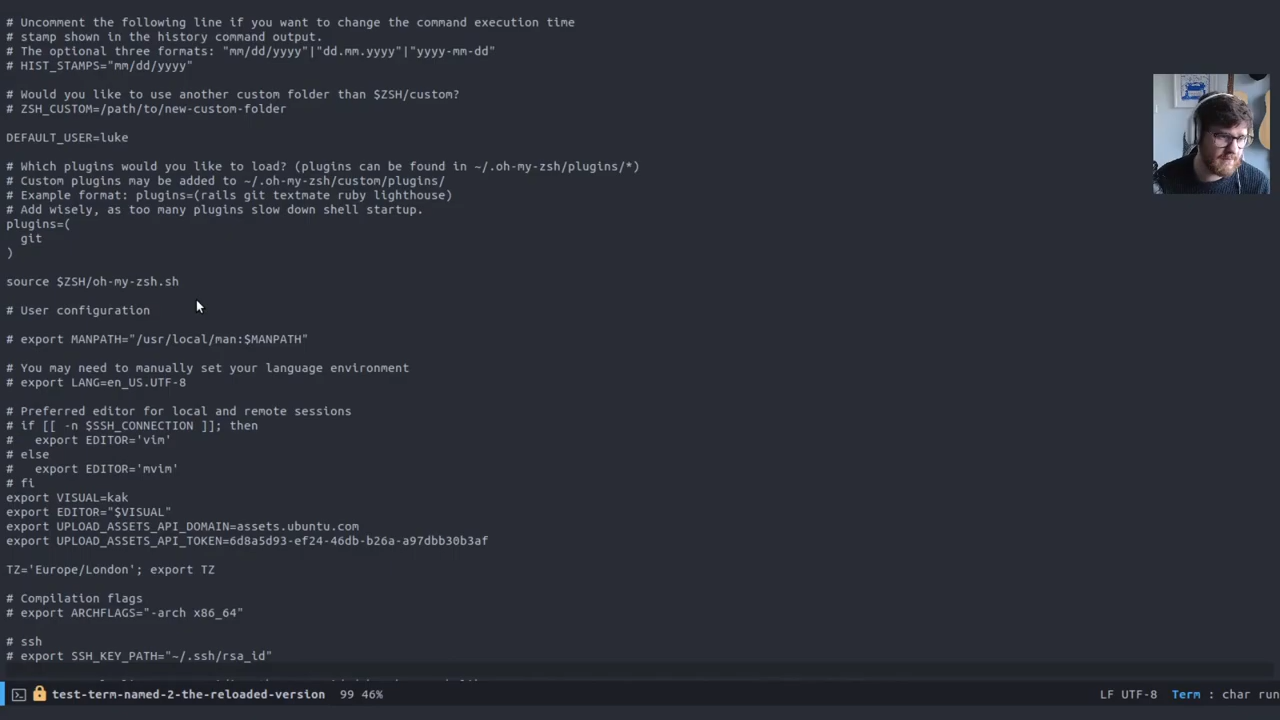 # Uncomment the following line if you want to change the command execution time
# stamp shown in the history command output.
# The optional three formats: "mm/dd/yyyy"|"dd.mm.yyyy"|"yyyy-mm-dd"
# HIST_STAMPS="mm/dd/yyyy"
# Would you like to use another custom folder than $ZSH/custom?
# ZSH_CUSTOM=/path/to/new-custom-folder
DEFAULT_USER=luke
# Which plugins would you like to load? (plugins can be found in ~/.oh-my-zsh/plugins/*)
# Custom plugins may be added to ~/.oh-my-zsh/custom/plugins/
# Example format: plugins=(rails git textmate ruby lighthouse)
# Add wisely, as too many plugins slow down shell startup.
plugins=(
  git
)
source $ZSH/oh-my-zsh.sh
# User configuration
# export MANPATH="/usr/local/man:$MANPATH"
# You may need to manually set your language environment
# export LANG=en_US.UTF-8
# Preferred editor for local and remote sessions
# if [[ -n $SSH_CONNECTION ]]; then
#   export EDITOR='vim'
# else
#   export EDITOR='mvim'
# fi
export VISUAL=kak
export EDITOR="$VISUAL"
export UPLOAD_ASSETS_API_DOMAIN=assets.ubuntu.com
export UPLOAD_ASSETS_API_TOKEN=6d8a5d93-ef24-46db-b26a-a97dbb30b3af
TZ='Europe/London'; export TZ
# Compilation flags
# export ARCHFLAGS="-arch x86_64"
# ssh
# export SSH_KEY_PATH="~/.ssh/rsa_id"
test-term-named-2-the-reloaded-version 99 46% LF UTF-8 Term : char run